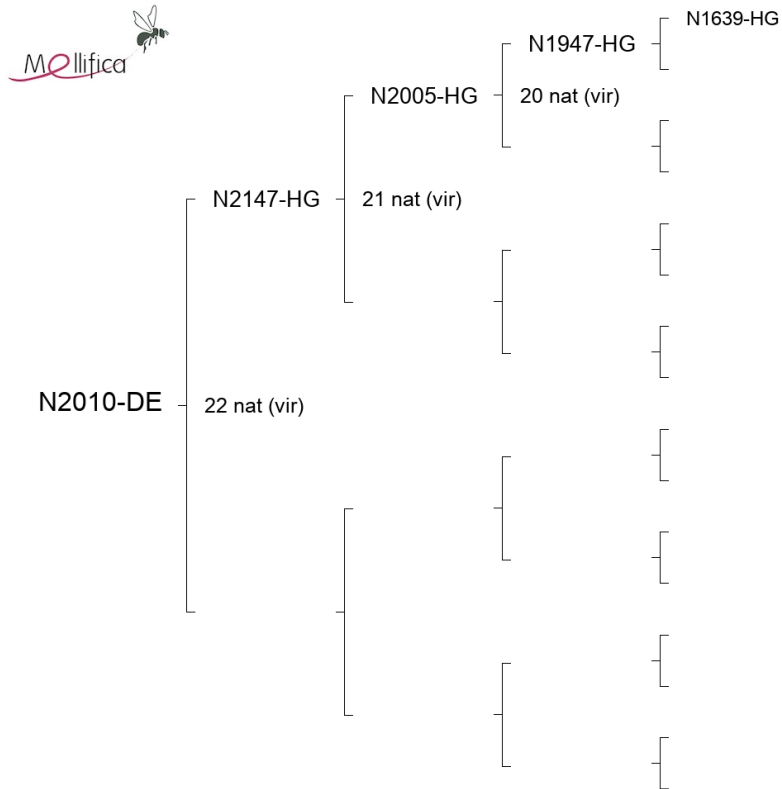 Mellifica
N1639-HG
N1947-HG
N2005-HG
20 nat (vir)
N2147-HG
21 nat (vir)
N2010-DE
22 nat (vir)